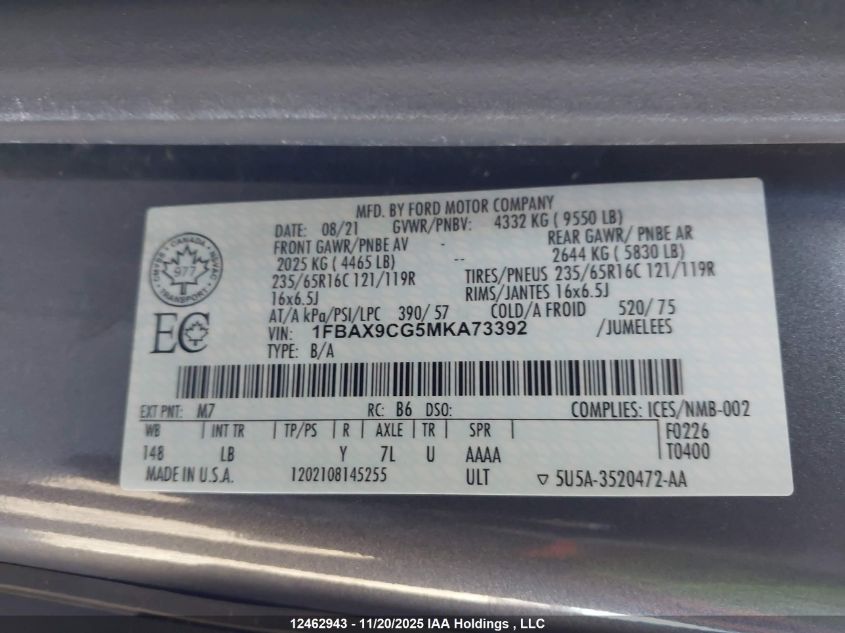 MFD. BY FORD MOTOR COMPANY
DATE: 08/21 GVWR/PNBV: 4332 KG ( 9550 LB)
FRONT GAWR/PNBE AV - REAR GAWR/ PNBE AR
2025 KG ( 4465 LB) -- 2644 KG ( 5830 LB)
235/65R16C 121/119R TIRES/PNEUS 235/65R16C 121/119R
16x6.5J RIMS/JANTES 16x6.5J
AT/A kPa/PSI/LPC 390/ 57 COLD/A FROID 520/ 75
VIN: 1FBAX9CG5MKA73392 /JUMELEES
TYPE: B/A
CANADA
977
TRANSPORT
EC
EXT PNT: M7 RC: B6 DSO: COMPLIES: ICES/NMB-002
WB | INT TR | TP/PS | R | AXLE | TR | SPR | F0226
148 LB Y 7L U AAAA T0400
MADE IN U.S.A. 1202108145255 ULT ▽ 5U5A-3520472-AA
12462943 - 11/20/2025 IAA Holdings , LLC